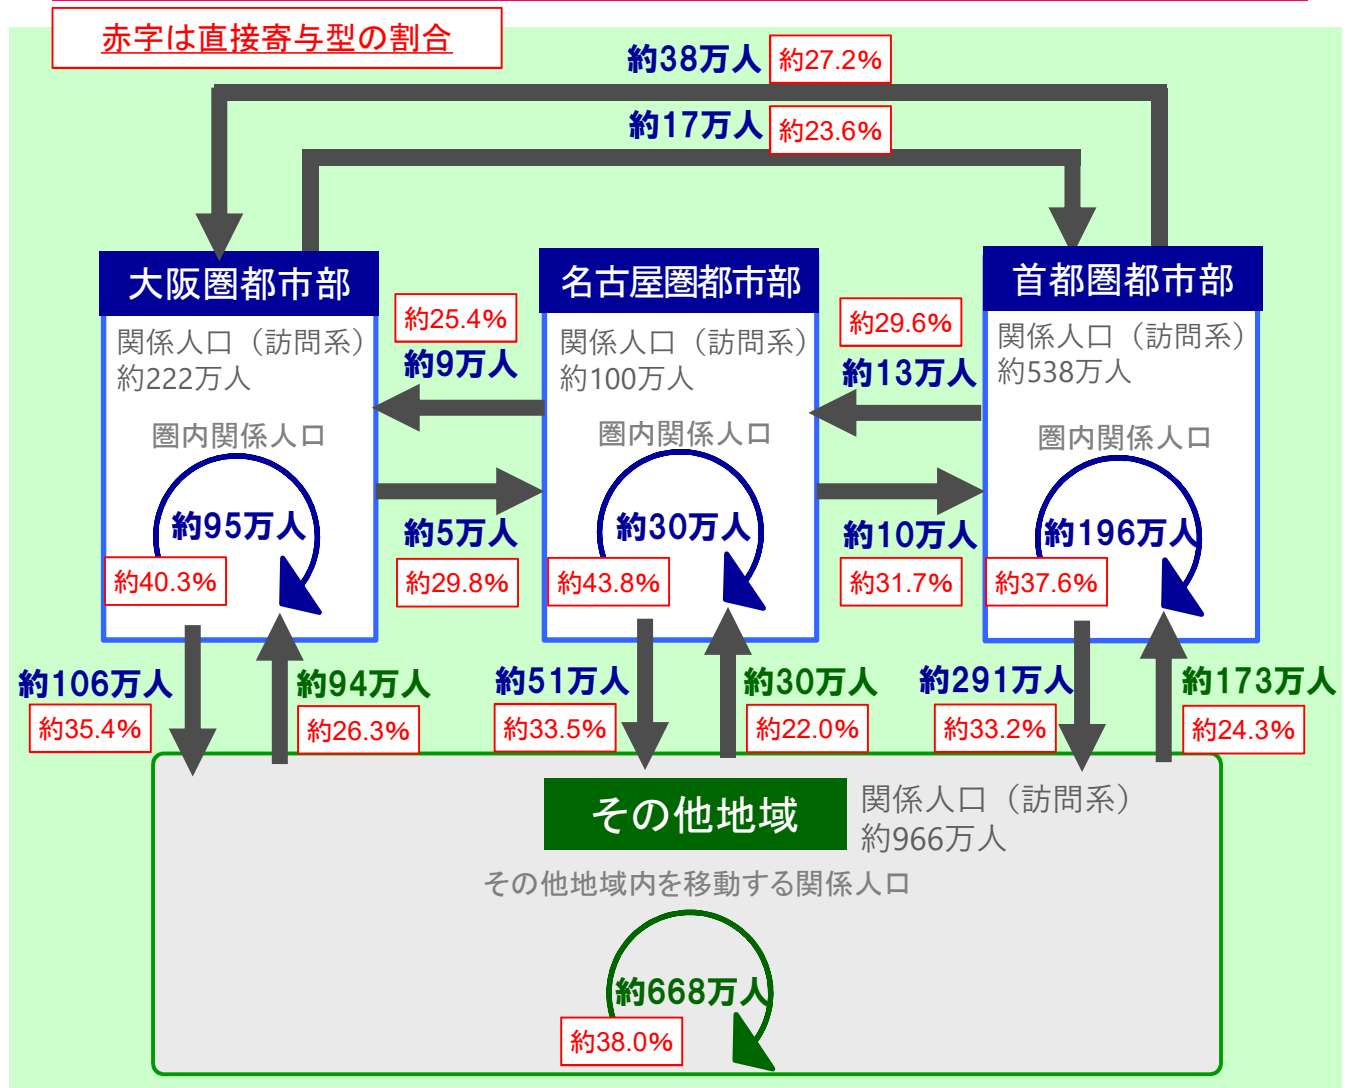 赤字は直接寄与型の割合
約38万人
約27.2%
約17万人
約23.6%
大阪圏都市部
関係人口（訪問系）
約222万人
圏内関係人口
約95万人
約40.3%
約25.4%
約9万人
約5万人
約29.8%
名古屋圏都市部
関係人口（訪問系）
約100万人
圏内関係人口
約30万人
約43.8%
約29.6%
約13万人
約10万人
約31.7%
首都圏都市部
関係人口（訪問系）
約538万人
圏内関係人口
約196万人
約37.6%
約106万人
約35.4%
約94万人
約26.3%
約51万人
約33.5%
約30万人
約22.0%
約291万人
約33.2%
約173万人
約24.3%
その他地域
関係人口（訪問系）
約966万人
その他地域内を移動する関係人口
約668万人
約38.0%